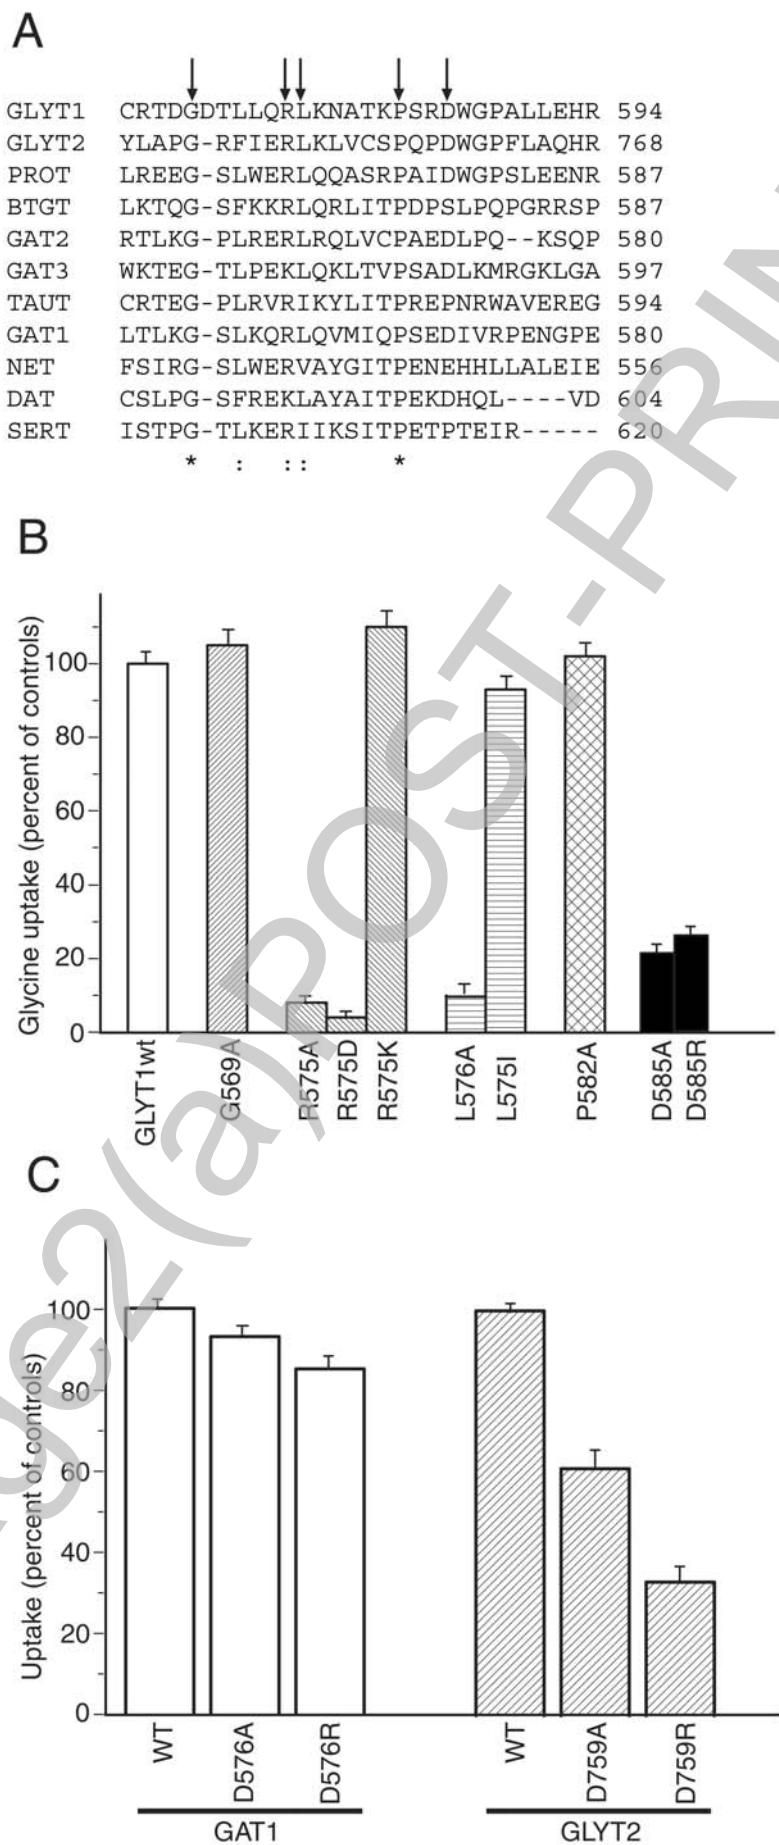 A
GLYT1 CRTDGDTLLQRLKNATKPSRDWGPALLEHR 594
GLYT2 YLAPG-RFIERLKLVCSPQPDWGPFLAQHR 768
PROT LREEG-SLWERLQQASRPAIDWGPSLEENR 587
BTGT LKTQG-SFKKRLQRLITPDPSLPQPGRRSP 587
GAT2 RTLKG-PLRERLRQLVCPAEDLPQ--KSQP 580
GAT3 WKTEG-TLPEKLQKLTVPSADLKMRGKLGA 597
TAUT CRTEG-PLRVRIKYLITPREPNRWAVEREG 594
GAT1 LTLKG-SLKQRLQVMIQPSEDIVRPENGPE 580
NET FSIRG-SLWERVAYGITPENEHHLLALEIE 556
DAT CSLPG-SFREKLAYAITPEKDHQL----VD 604
SERT ISTPG-TLKERIIKSITPETPTEIR----- 620
* : :: *
B
Glycine uptake (percent of controls)
100
80
60
40
20
0
GLYT1wt
G569A
R575A
R575D
R575K
L576A
L575I
P582A
D585A
D585R
C
Uptake (percent of controls)
100
80
60
40
20
0
WT
D576A
D576R
WT
D759A
D759R
GAT1
GLYT2
ge2(a)POST-PRIN